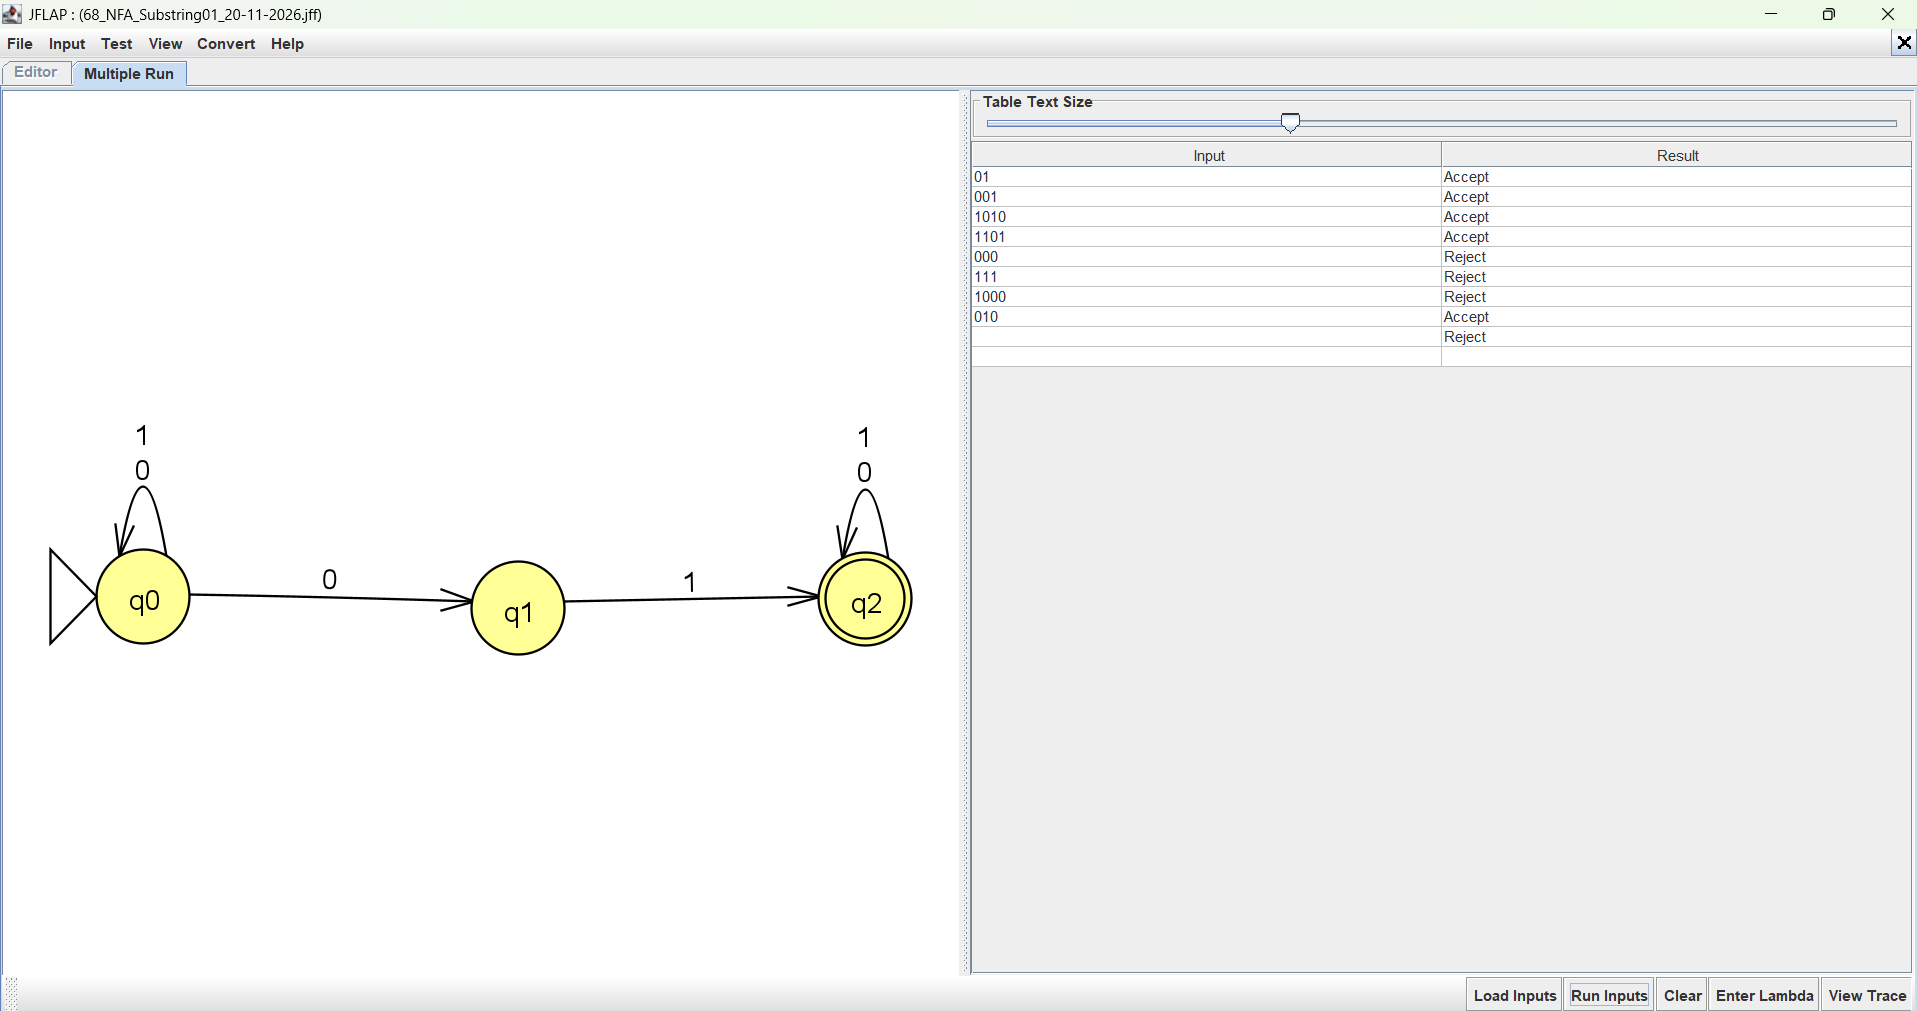 JFLAP : (68_NFA_Substring01_20-11-2026.jff)
File Input Test View Convert Help
Editor Multiple Run
1
0
q0
0
q1
1
1
0
q2
Table Text Size
Input Result
01 Accept
001 Accept
1010 Accept
1101 Accept
000 Reject
111 Reject
1000 Reject
010 Accept
Reject
Load Inputs Run Inputs Clear Enter Lambda View Trace